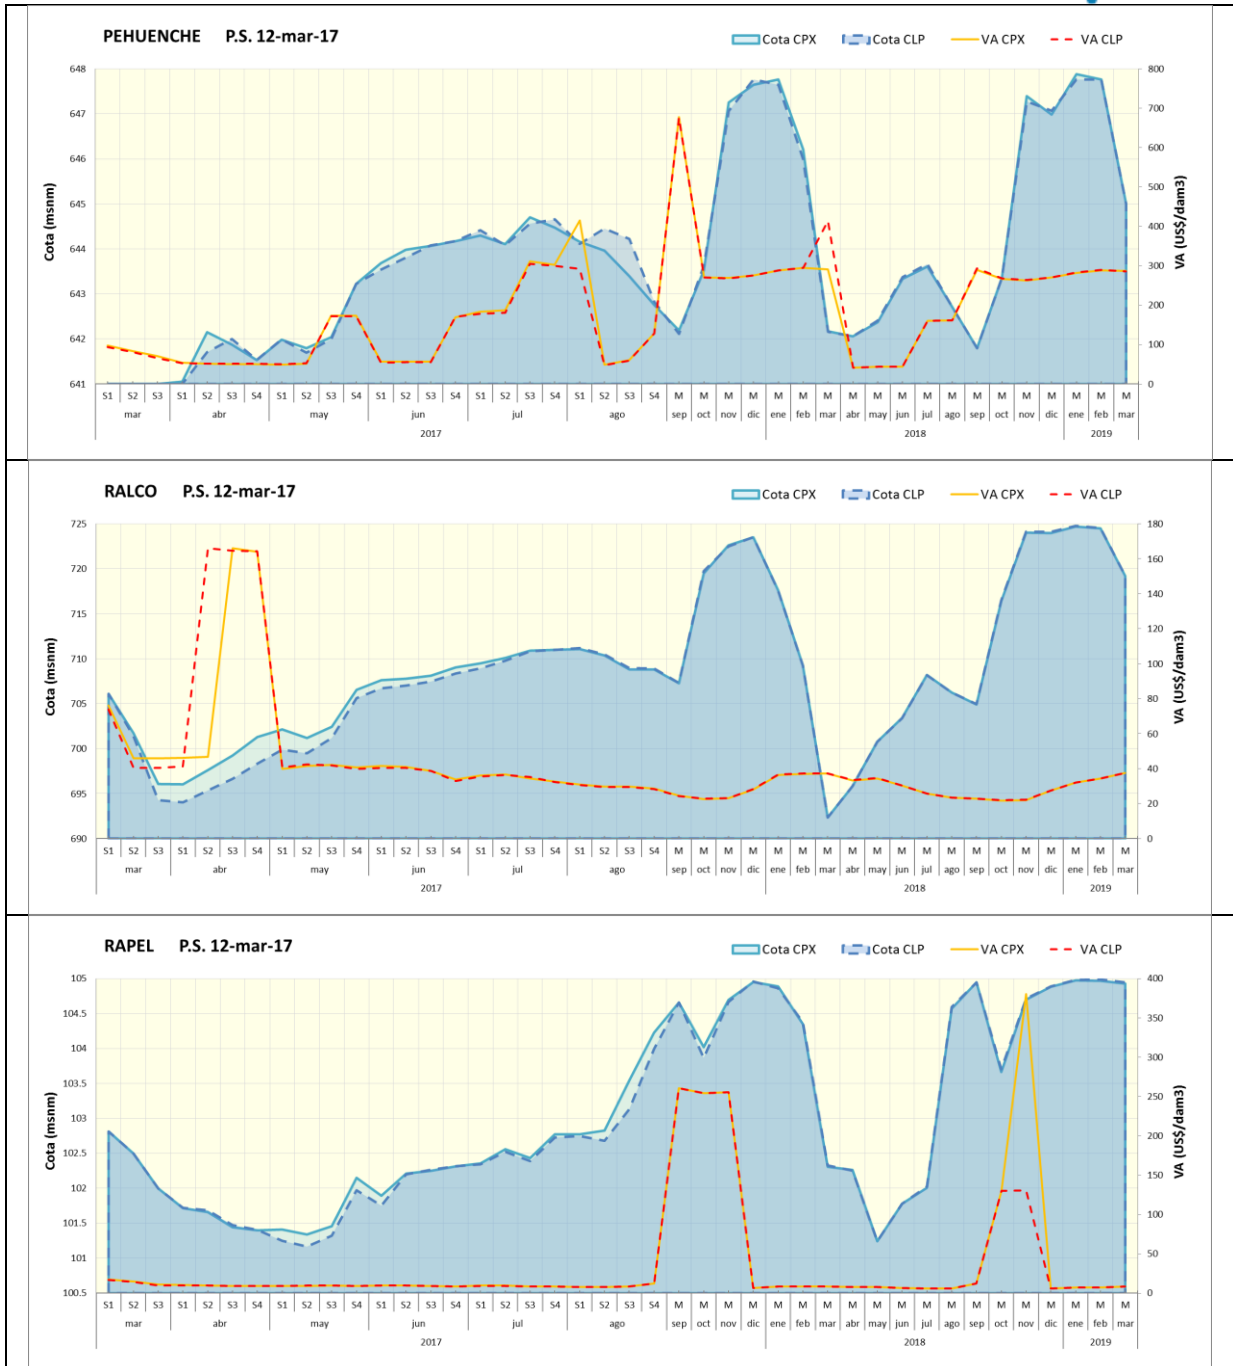 PEHUENCHE P.S. 12-mar-17
Cota CPX Cota CLP VA CPX VA CLP
648 800
647 700
646 600
645 500
644 400
643 300
642 200
641 100
0
Cota (msnm)
VA (US$/dam3)
S1 S2 S3 S1 S2 S3 S4 S1 S2 S3 S4 S1 S2 S3 S4 S1 S2 S3 S4 S1 S2 S3 S4 M M M M M M M M M M M M M M M M M M M
mar abr may jun jul ago sep oct nov dic ene feb mar abr may jun jul ago sep oct nov dic ene feb mar
2017 2018 2019
RALCO P.S. 12-mar-17
Cota CPX Cota CLP VA CPX VA CLP
725 180
720 160
715 140
710 120
705 100
700 80
695 60
690 40
20
0
Cota (msnm)
VA (US$/dam3)
S1 S2 S3 S1 S2 S3 S4 S1 S2 S3 S4 S1 S2 S3 S4 S1 S2 S3 S4 S1 S2 S3 S4 M M M M M M M M M M M M M M M M M M M
mar abr may jun jul ago sep oct nov dic ene feb mar abr may jun jul ago sep oct nov dic ene feb mar
2017 2018 2019
RAPEL P.S. 12-mar-17
Cota CPX Cota CLP VA CPX VA CLP
105 400
104.5 350
104 300
103.5 250
103 200
102.5 150
102 100
101.5 50
101 0
100.5
Cota (msnm)
VA (US$/dam3)
S1 S2 S3 S1 S2 S3 S4 S1 S2 S3 S4 S1 S2 S3 S4 S1 S2 S3 S4 S1 S2 S3 S4 M M M M M M M M M M M M M M M M M M M
mar abr may jun jul ago sep oct nov dic ene feb mar abr may jun jul ago sep oct nov dic ene feb mar
2017 2018 2019